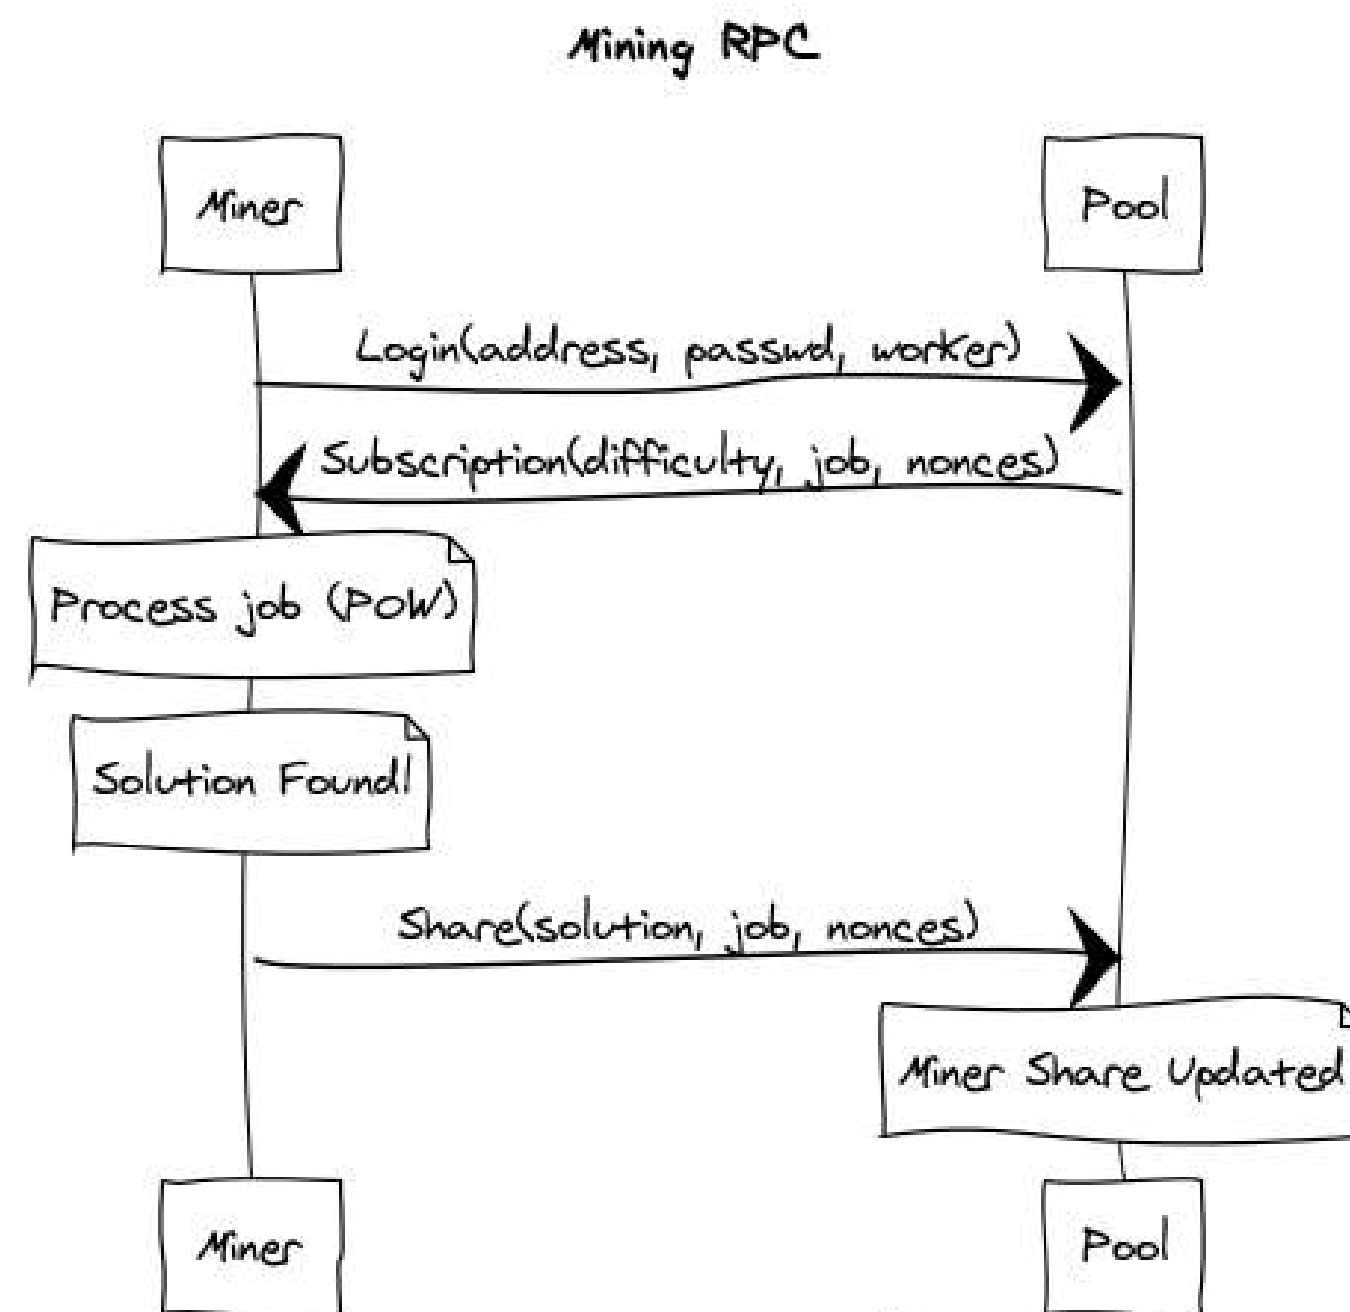 Mining RPC
Miner
Pool
Login(address, passwd, worker)
Subscription(difficulty, job, nonces)
Process job (POW)
Solution Found!
Share(solution, job, nonces)
Miner Share Updated
Miner
Pool